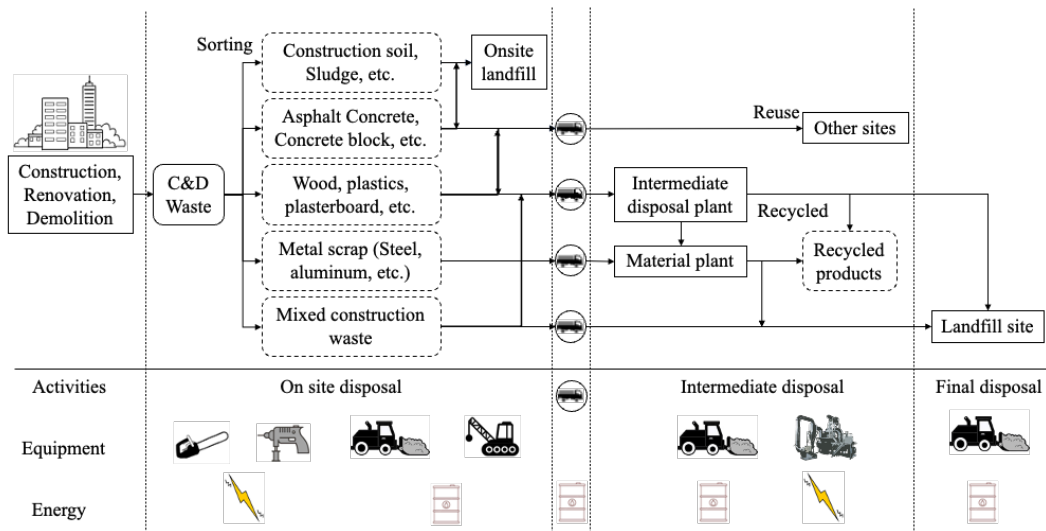 Sorting
Construction soil,
Sludge, etc.
Onsite
landfill
Asphalt Concrete,
Concrete block, etc.
Reuse
Other sites
Construction,
Renovation,
Demolition
C&D
Waste
Wood, plastics,
plasterboard, etc.
Intermediate
disposal plant
Recycled
Metal scrap (Steel,
aluminum, etc.)
Material plant
Recycled
products
Mixed construction
waste
Landfill site
Activities
On site disposal
Intermediate disposal
Final disposal
Equipment
Energy